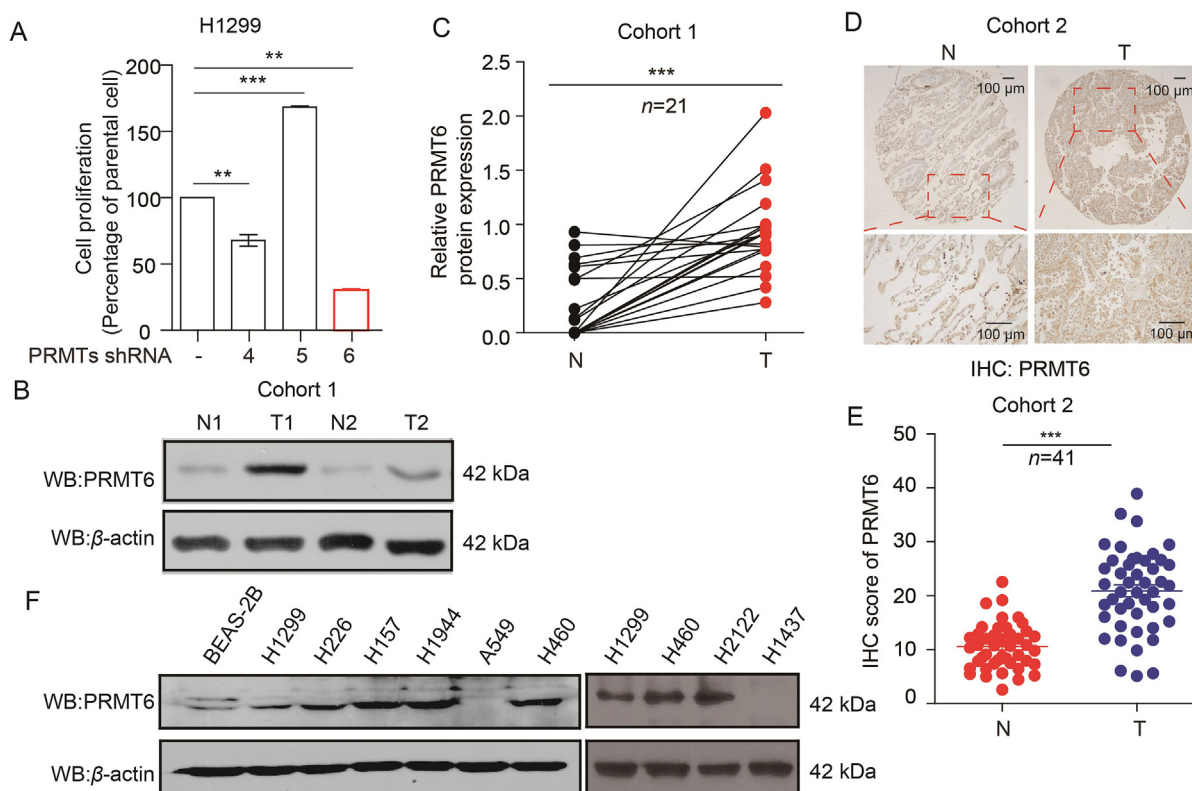 A
H1299
Cell proliferation
(Percentage of parental cell)
200
150
100
50
0
**
***
**
PRMTs shRNA - 4 5 6
B
Cohort 1
N1 T1 N2 T2
WB:PRMT6 42 kDa
WB:β-actin 42 kDa
C
Cohort 1
Relative PRMT6
protein expression
2.5
2.0
1.5
1.0
0.5
0.0
***
n=21
N T
D
Cohort 2
N T
100 µm 100 µm
100 µm 100 µm
IHC: PRMT6
E
Cohort 2
IHC score of PRMT6
50
40
30
20
10
0
***
n=41
N T
F
BEAS-2B H1299 H226 H157 H1944 A549 H460 H1299 H460 H2122 H1437
WB:PRMT6 42 kDa
WB:β-actin 42 kDa